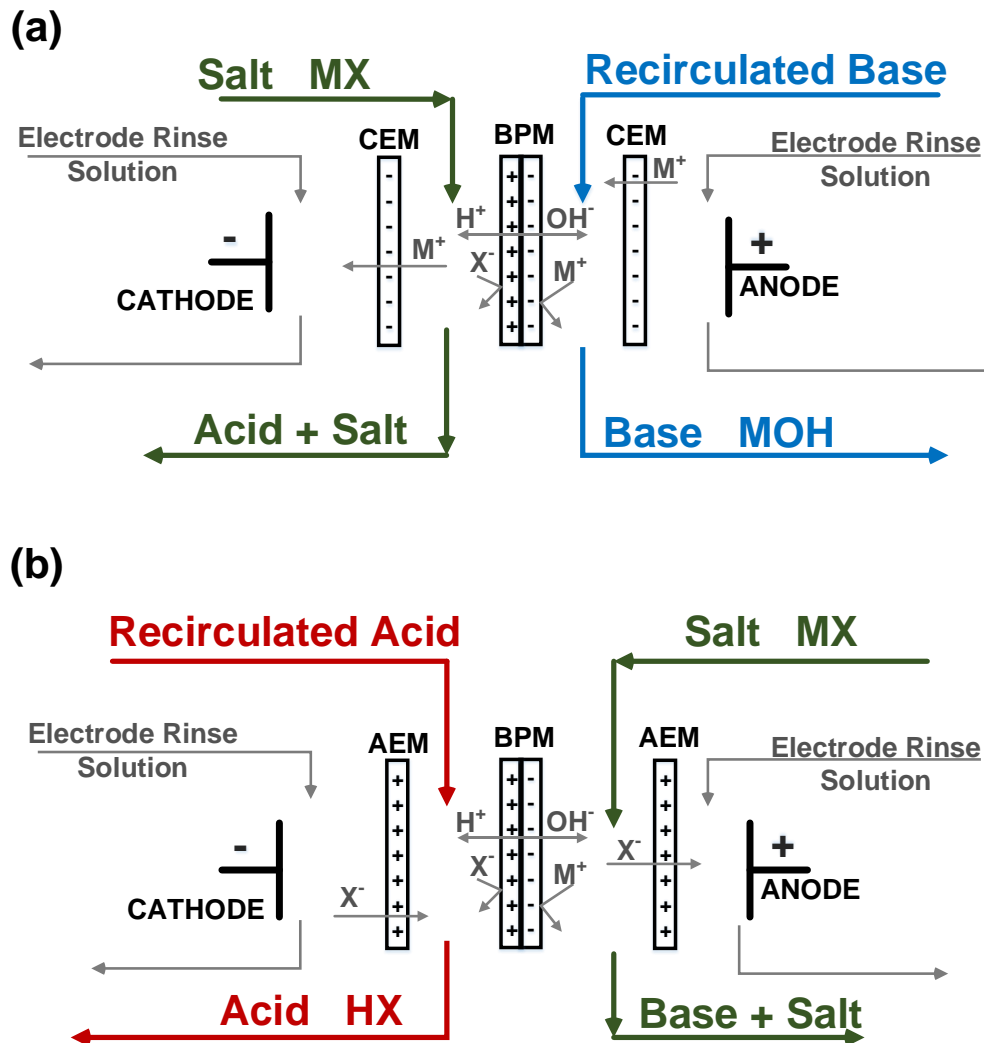 (a)
Salt MX
Recirculated Base
Electrode Rinse
Solution
CEM
BPM
CEM
Electrode Rinse
Solution
M+
H+
OH-
-
M+
X-
M+
+
CATHODE
ANODE
Acid + Salt
Base MOH
(b)
Recirculated Acid
Salt MX
Electrode Rinse
Solution
AEM
BPM
AEM
Electrode Rinse
Solution
H+
OH-
-
X-
M+
X-
+
X-
CATHODE
ANODE
Acid HX
Base + Salt